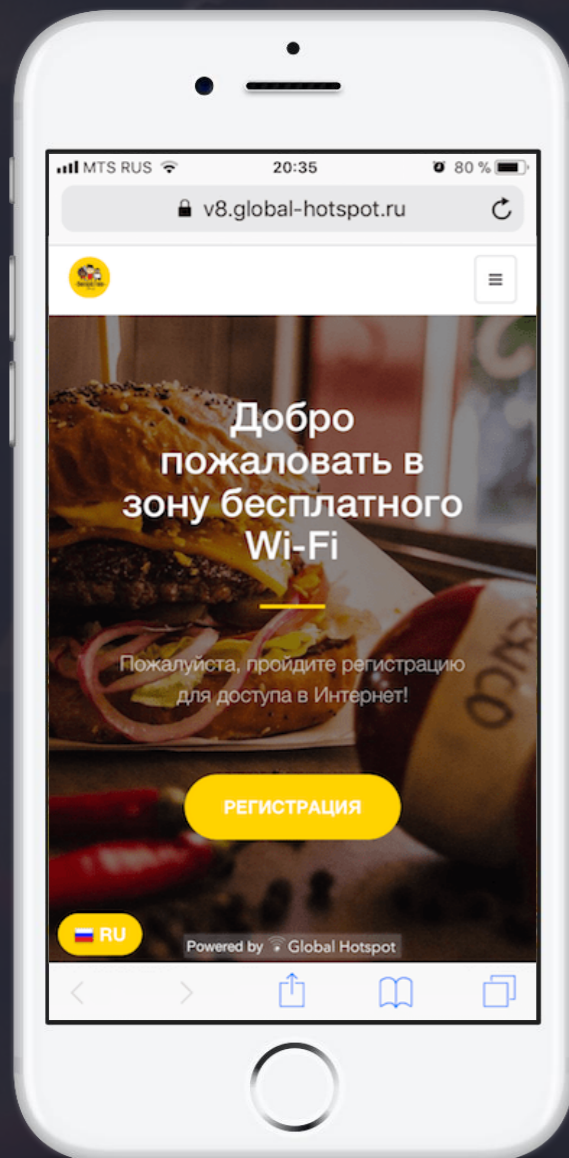 MTS RUS
20:35
80 %
v8.global-hotspot.ru
Добро
пожаловать в
зону бесплатного
Wi-Fi
Пожалуйста, пройдите регистрацию
для доступа в Интернет!
РЕГИСТРАЦИЯ
RU
Powered by Global Hotspot